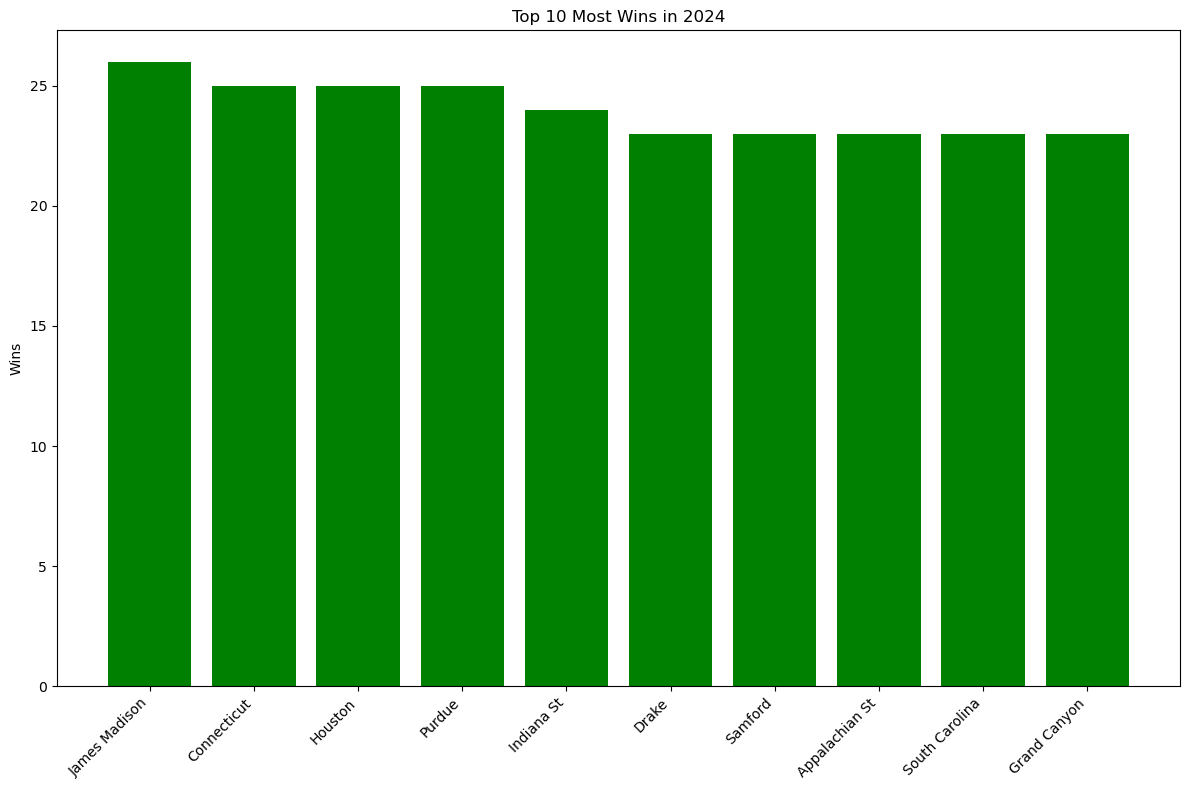 Top 10 Most Wins in 2024
Wins
25
20
15
10
5
0
James Madison
Connecticut
Houston
Purdue
Indiana St
Drake
Samford
Appalachian St
South Carolina
Grand Canyon